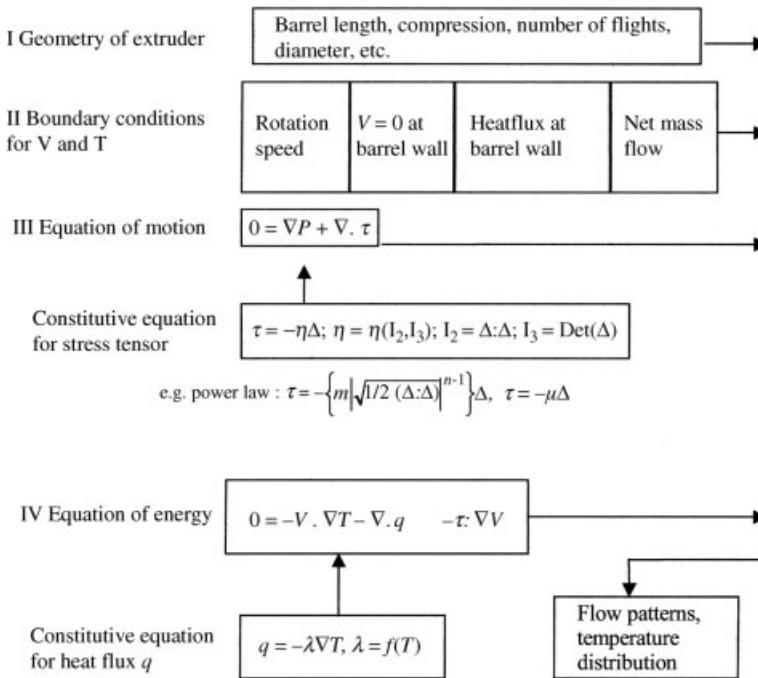 I Geometry of extruder
Barrel length, compression, number of flights,
diameter, etc.
II Boundary conditions
for V and T
Rotation
speed
V = 0 at
barrel wall
Heatflux at
barrel wall
Net mass
flow
III Equation of motion
0 = ∇P + ∇. τ
Constitutive equation
for stress tensor
τ = −ηΔ; η = η(I₂,I₃); I₂ = Δ:Δ; I₃ = Det(Δ)
e.g. power law : τ = −{m|√1/2 (Δ:Δ)|ⁿ⁻¹}Δ, τ = −μΔ
IV Equation of energy
0 = −V . ∇T − ∇. q −τ: ∇V
Constitutive equation
for heat flux q
q = −λ∇T, λ = f(T)
Flow patterns,
temperature
distribution